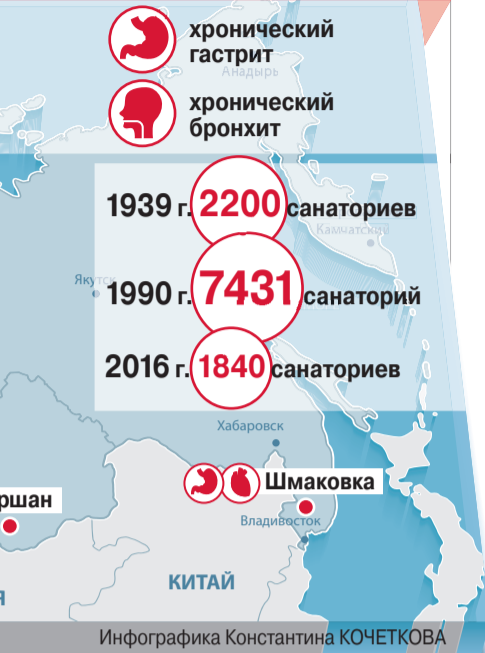 хронический
гастрит
Анадырь
хронический
бронхит
1939 г. 2200 санаториев
Камчатский
Якутск
1990 г. 7431 санаторий
2016 г. 1840 санаториев
Хабаровск
Шмаковка
ршан
Владивосток
КИТАЙ
Я
Инфографика Константина КОЧЕТКОВА